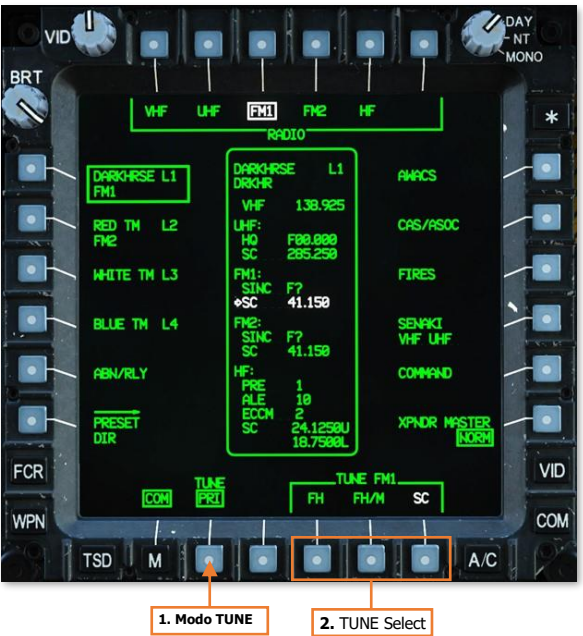 VID
DAY
NT
MONO
BRT
*
VHF UHF FM1 FM2 HF
RADIO
DARKHRSE L1
FM1
RED TM L2
FM2
WHITE TM L3
BLUE TM L4
ABN/RLY
PRESET
DIR
DARKHRSE L1
DRKHR
VHF 138.925
UHF:
HQ F00.000
SC 285.250
FM1:
SINC F?
SC 41.150
FM2:
SINC F?
SC 41.150
HF:
PRE 1
ALE 10
ECCM 2
SC 24.1250U
18.7500L
AWACS
CAS/ASOC
FIRES
SENAKI
VHF UHF
COMMAND
XPNDR MASTER
NORM
FCR
WPN
VID
COM
COM
TUNE
PRI
TUNE FM1
FH FH/M SC
TSD M A/C
1. Modo TUNE
2. TUNE Select